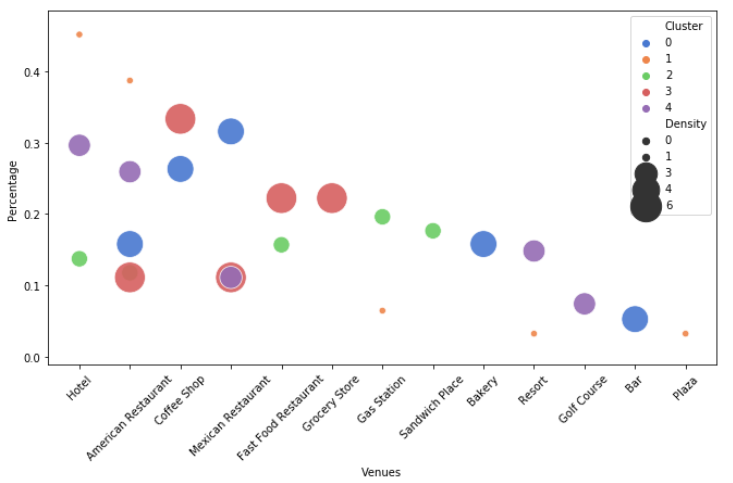 Cluster
0
1
2
3
4
Density
0
1
3
4
6
Percentage
0.4
0.3
0.2
0.1
0.0
Hotel
American Restaurant
Coffee Shop
Mexican Restaurant
Fast Food Restaurant
Grocery Store
Gas Station
Sandwich Place
Bakery
Resort
Golf Course
Bar
Plaza
Venues